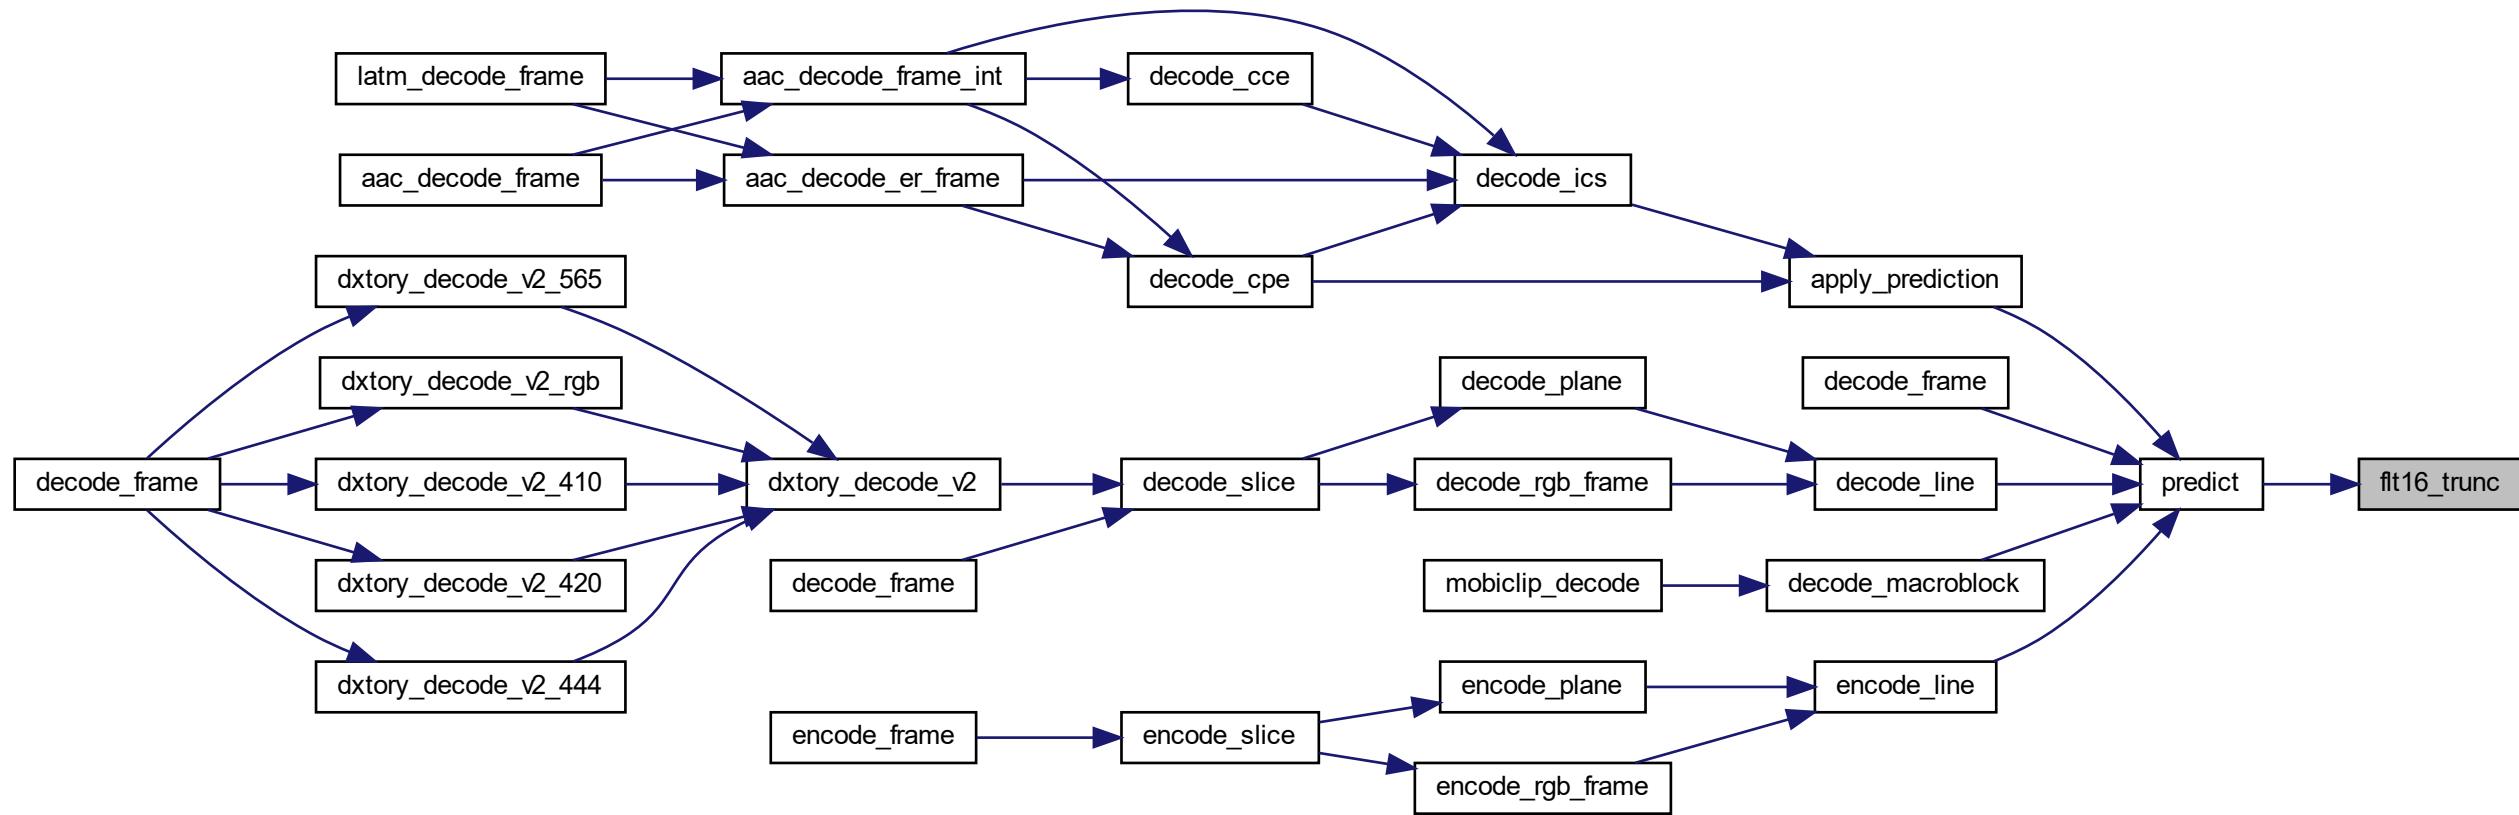 latm_decode_frame
aac_decode_frame_int
decode_cce
aac_decode_frame
aac_decode_er_frame
decode_ics
dxtory_decode_v2_565
decode_cpe
apply_prediction
dxtory_decode_v2_rgb
decode_plane
decode_frame
decode_frame
dxtory_decode_v2_410
dxtory_decode_v2
decode_slice
decode_rgb_frame
decode_line
predict
flt16_trunc
dxtory_decode_v2_420
decode_frame
mobiclip_decode
decode_macroblock
dxtory_decode_v2_444
encode_plane
encode_line
encode_frame
encode_slice
encode_rgb_frame